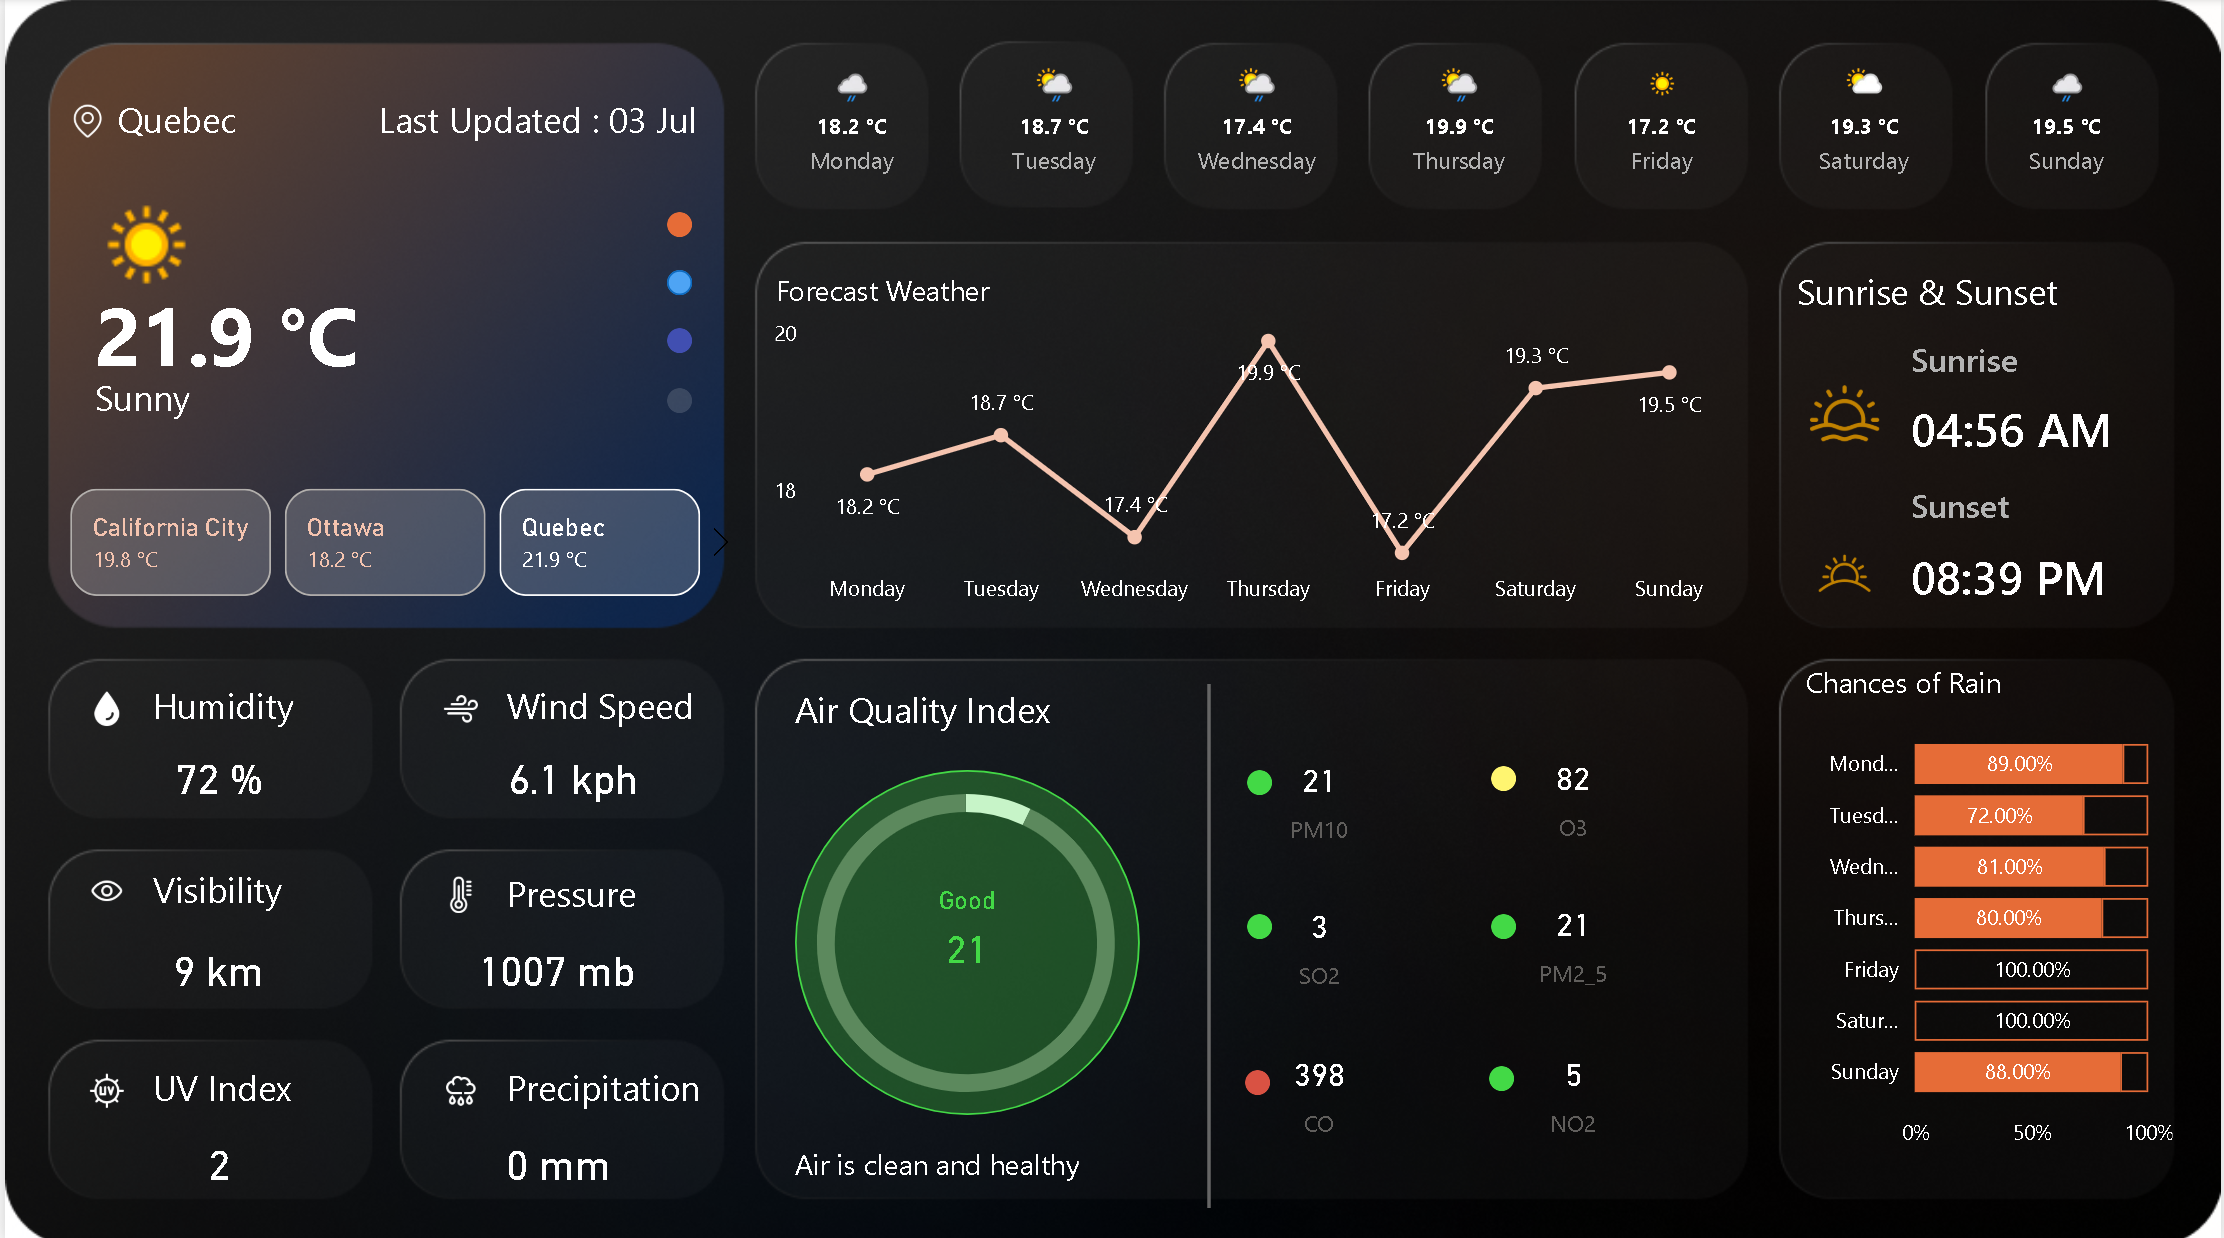 Quebec
Last Updated : 03 Jul
21.9 °C
Sunny
California City
19.8 °C
Ottawa
18.2 °C
Quebec
21.9 °C
18.2 °C
Monday
18.7 °C
Tuesday
17.4 °C
Wednesday
19.9 °C
Thursday
17.2 °C
Friday
19.3 °C
Saturday
19.5 °C
Sunday
Forecast Weather
20
18
18.2 °C
18.7 °C
17.4 °C
19.9 °C
17.2 °C
19.3 °C
19.5 °C
Monday
Tuesday
Wednesday
Thursday
Friday
Saturday
Sunday
Sunrise & Sunset
Sunrise
04:56 AM
Sunset
08:39 PM
Humidity
72 %
Wind Speed
6.1 kph
Visibility
9 km
Pressure
1007 mb
UV
UV Index
2
Precipitation
0 mm
Air Quality Index
Good
21
Air is clean and healthy
21
PM10
82
O3
3
SO2
21
PM2_5
398
CO
5
NO2
Chances of Rain
Mond... 89.00%
Tuesd... 72.00%
Wedn... 81.00%
Thurs... 80.00%
Friday 100.00%
Satur... 100.00%
Sunday 88.00%
0% 50% 100%